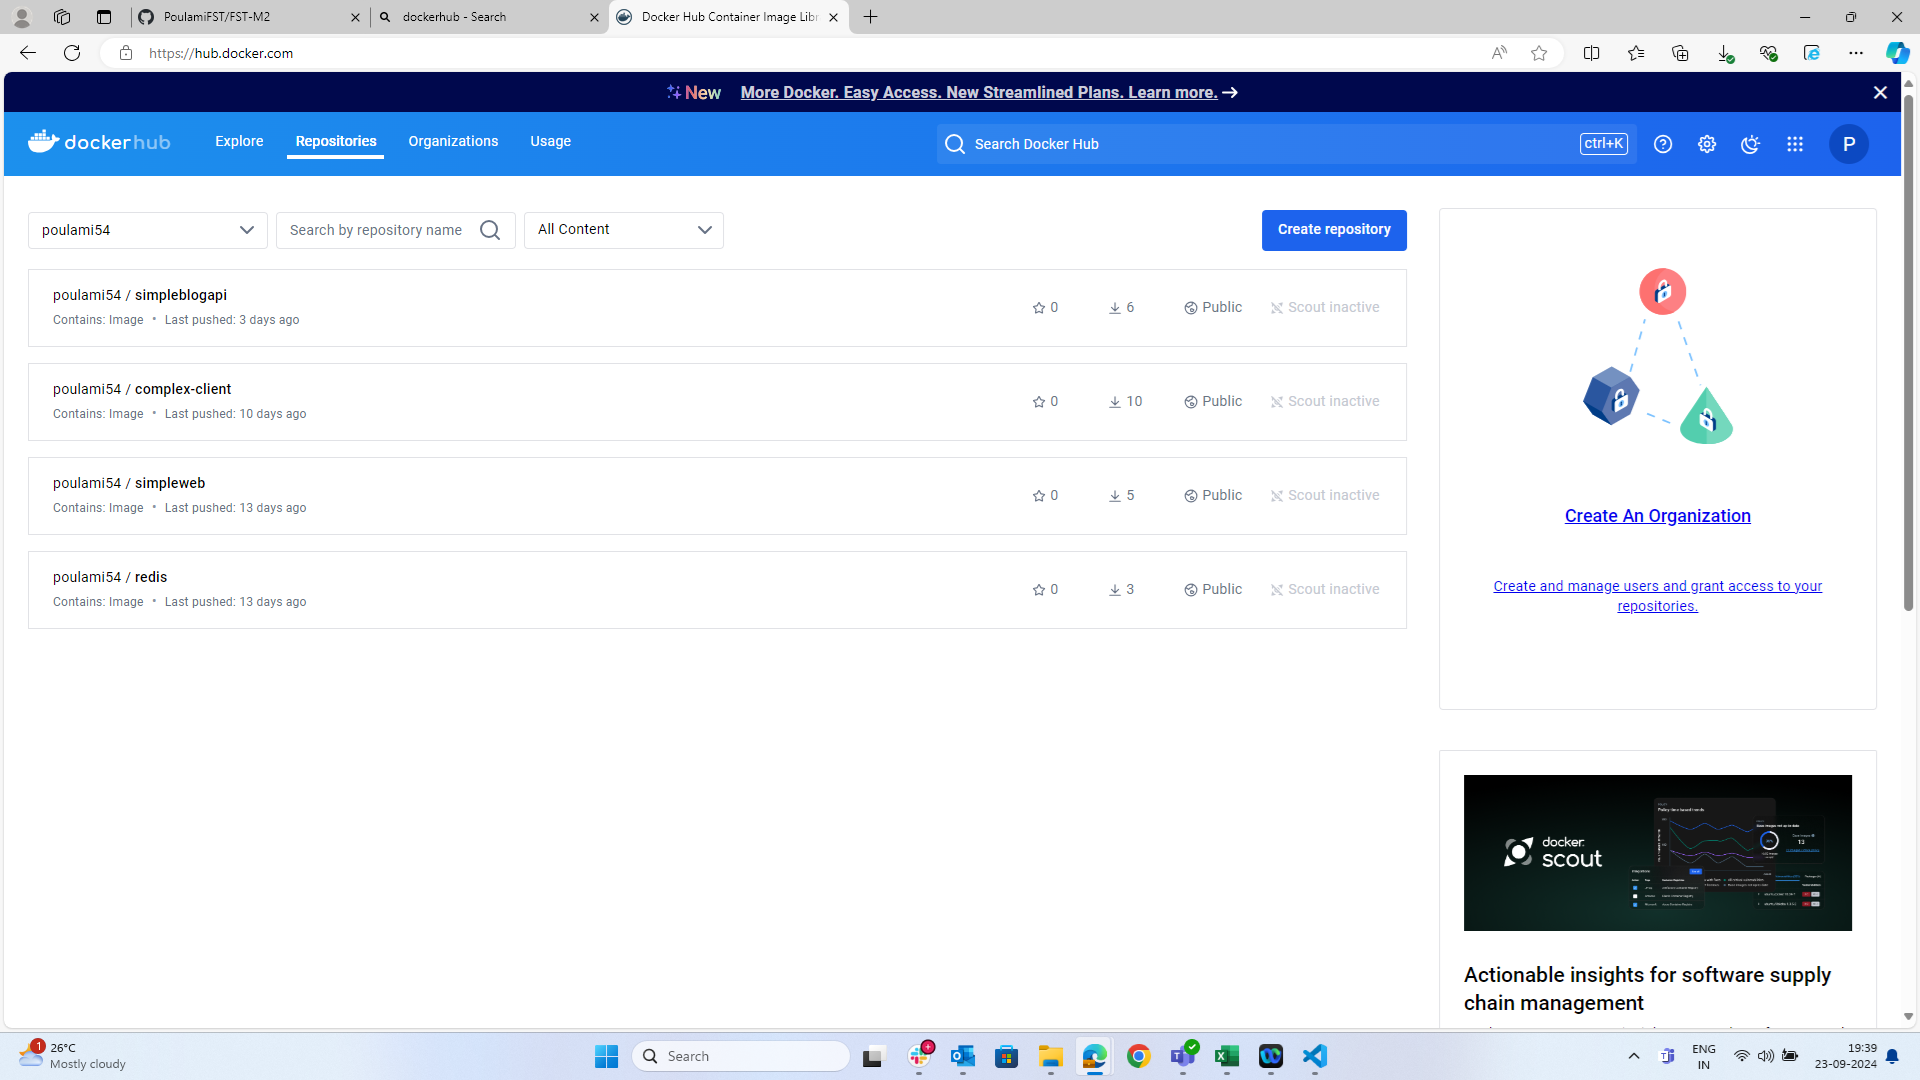 PoulamiFST/FST-M2
dockerhub - Search
Docker Hub Container Image Libr
https://hub.docker.com
New More Docker. Easy Access. New Streamlined Plans. Learn more.
dockerhub Explore Repositories Organizations Usage Search Docker Hub ctrl+K P
poulami54 Search by repository name All Content Create repository
poulami54 / simpleblogapi
Contains: Image • Last pushed: 3 days ago
0 6 Public Scout inactive
poulami54 / complex-client
Contains: Image • Last pushed: 10 days ago
0 10 Public Scout inactive
poulami54 / simpleweb
Contains: Image • Last pushed: 13 days ago
0 5 Public Scout inactive
poulami54 / redis
Contains: Image • Last pushed: 13 days ago
0 3 Public Scout inactive
Create An Organization
Create and manage users and grant access to your
repositories.
docker
scout
Actionable insights for software supply
chain management
1
26°C
Mostly cloudy
Search
ENG
IN
19:39
23-09-2024